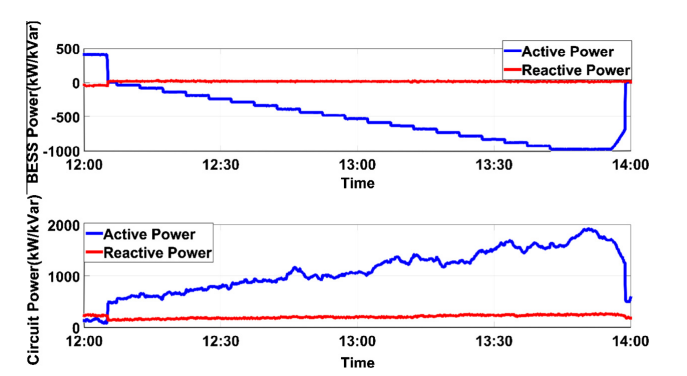 BESS Power(kW/kVar)
500
0
-500
-1000
Active Power
Reactive Power
12:00 12:30 13:00 13:30 14:00
Time
Circuit Power(kW/kVar)
2000
1000
0
Active Power
Reactive Power
12:00 12:30 13:00 13:30 14:00
Time